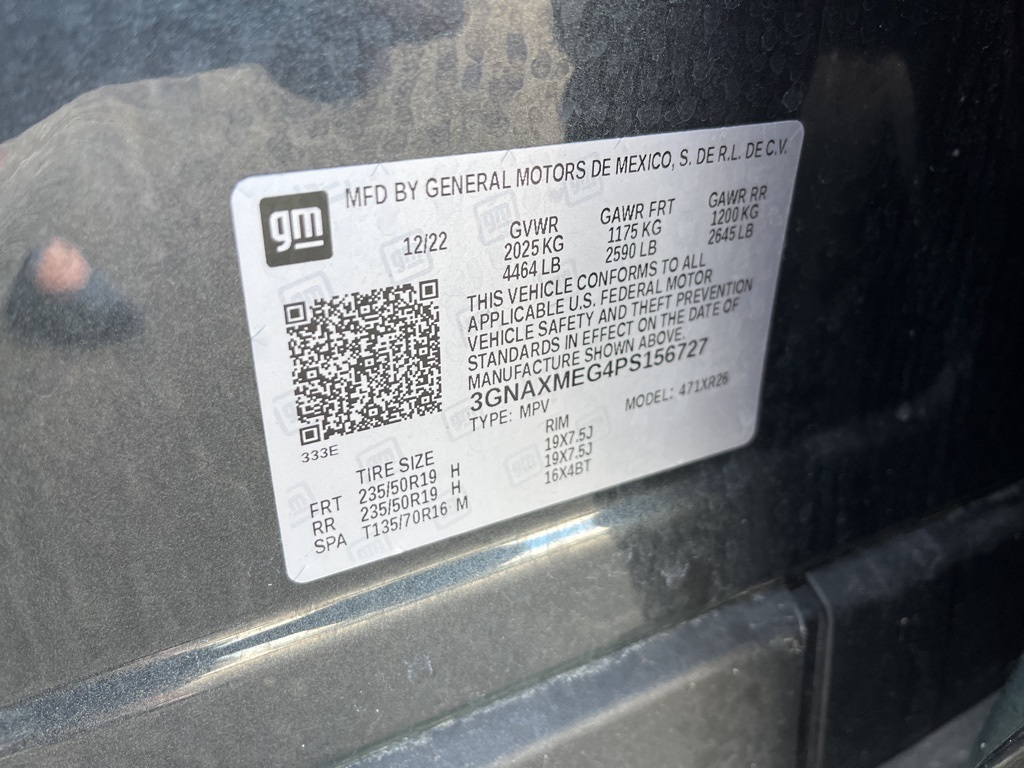 gm
MFD BY GENERAL MOTORS DE MEXICO, S. DE R.L. DE C.V.
12/22
GVWR
2025 KG
4464 LB
GAWR FRT
1175 KG
2590 LB
GAWR RR
1200 KG
2645 LB
THIS VEHICLE CONFORMS TO ALL
APPLICABLE U.S. FEDERAL MOTOR
VEHICLE SAFETY AND THEFT PREVENTION
STANDARDS IN EFFECT ON THE DATE OF
MANUFACTURE SHOWN ABOVE.
3GNAXMEG4PS156727
TYPE: MPV MODEL: 471XR26
333E
TIRE SIZE RIM
FRT 235/50R19 H 19X7.5J
RR 235/50R19 H 19X7.5J
SPA T135/70R16 M 16X4BT